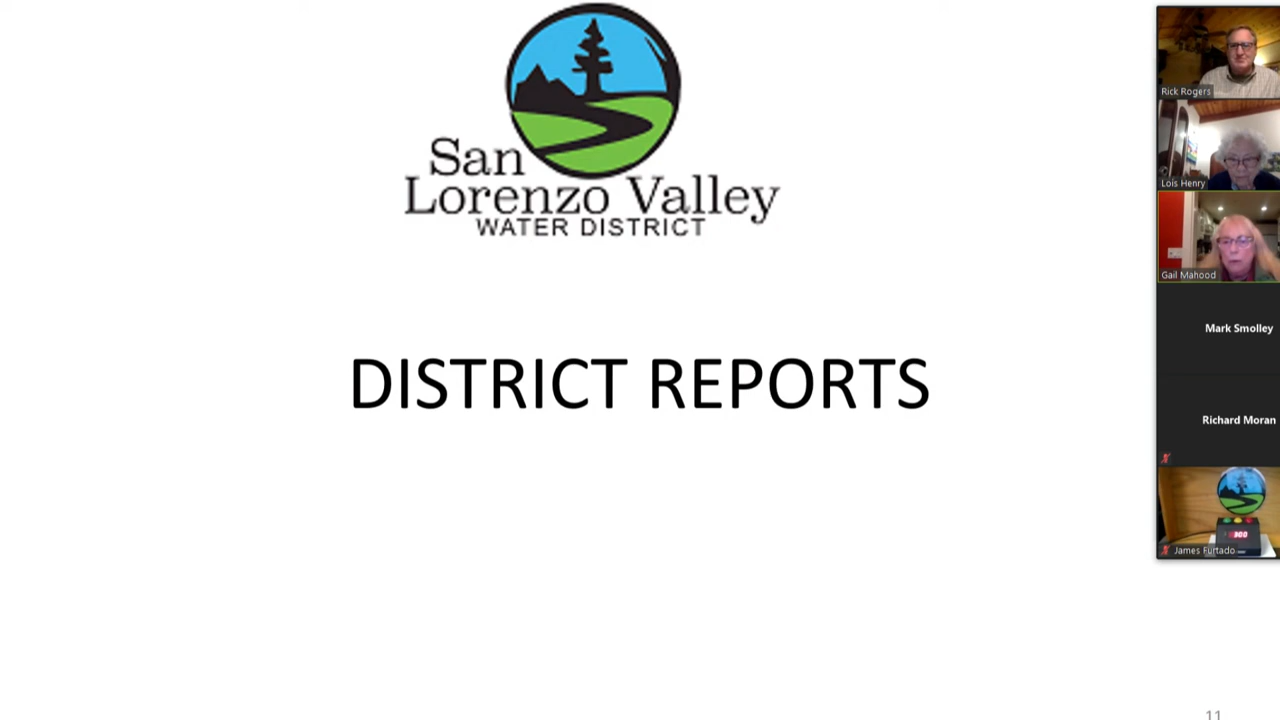 San
Lorenzo Valley
WATER DISTRICT
DISTRICT REPORTS
11
Rick Rogers
Lois Henry
Gail Mahood
Mark Smolley
Richard Moran
300
James Furtado